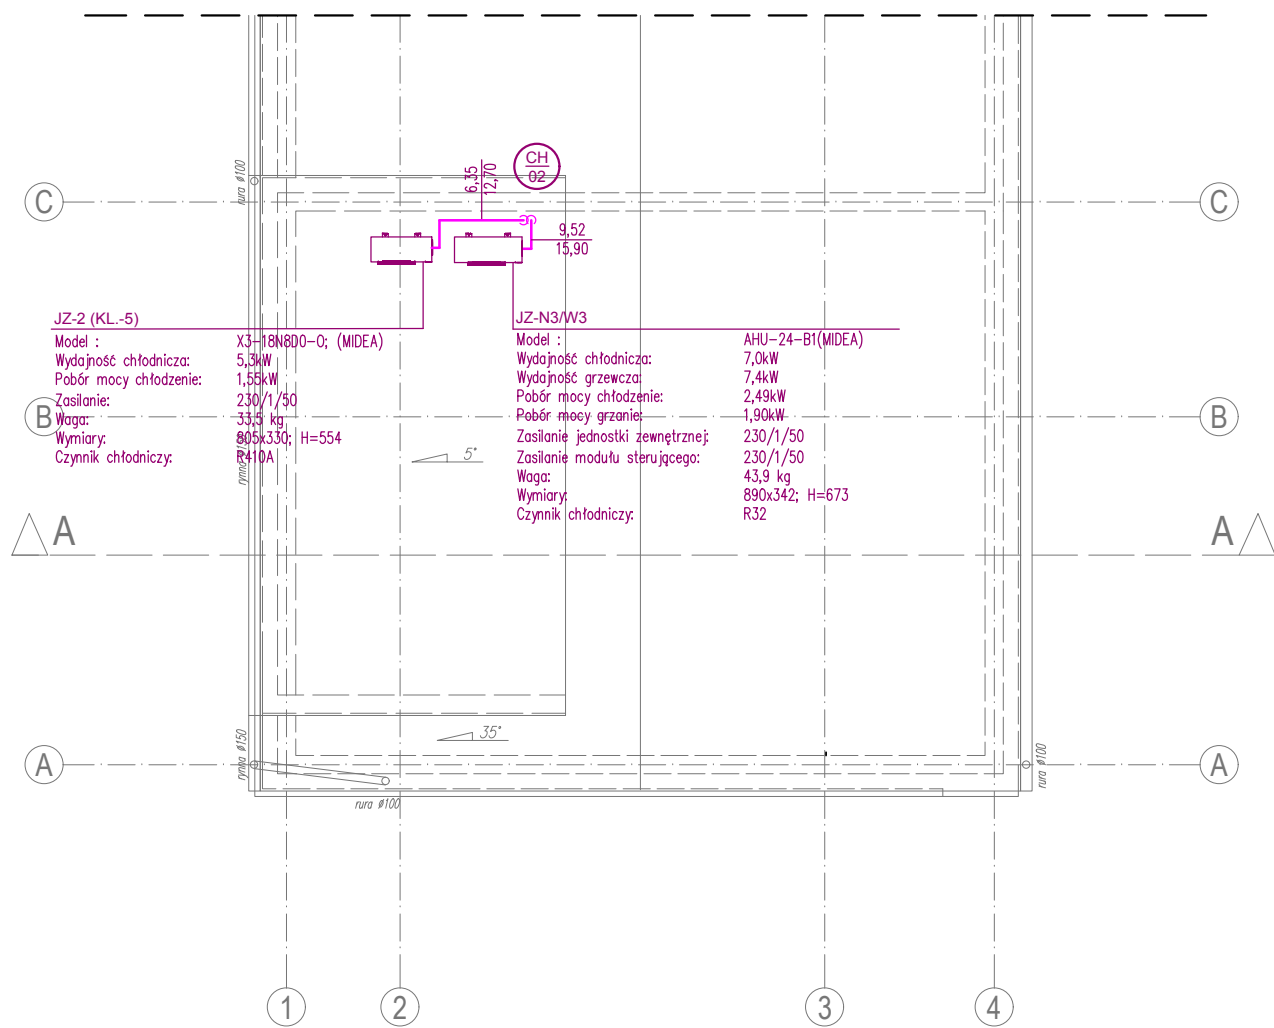 CH
02
rura ø100
6,35
12,70
C
C
9,52
15,90
JZ-2 (KL.-5)
Model : X3-18N8D0-O; (MIDEA)
Wydajność chłodnicza: 5,3kW
Pobór mocy chłodzenie: 1,55kW
Zasilanie: 230/1/50
Waga: 33,5 kg
Wymiary: 805x330; H=554
Czynnik chłodniczy: R410A
JZ-N3/W3
Model : AHU-24-B1(MIDEA)
Wydajność chłodnicza: 7,0kW
Wydajność grzewcza: 7,4kW
Pobór mocy chłodzenie: 2,49kW
Pobór mocy grzanie: 1,90kW
Zasilanie jednostki zewnętrznej: 230/1/50
Zasilanie modułu sterującego: 230/1/50
Waga: 43,9 kg
Wymiary: 890x342; H=673
Czynnik chłodniczy: R32
B
B
rynna
5°
A
A
35°
rynna ø150
A
A
rura ø100
rura ø100
1
2
3
4